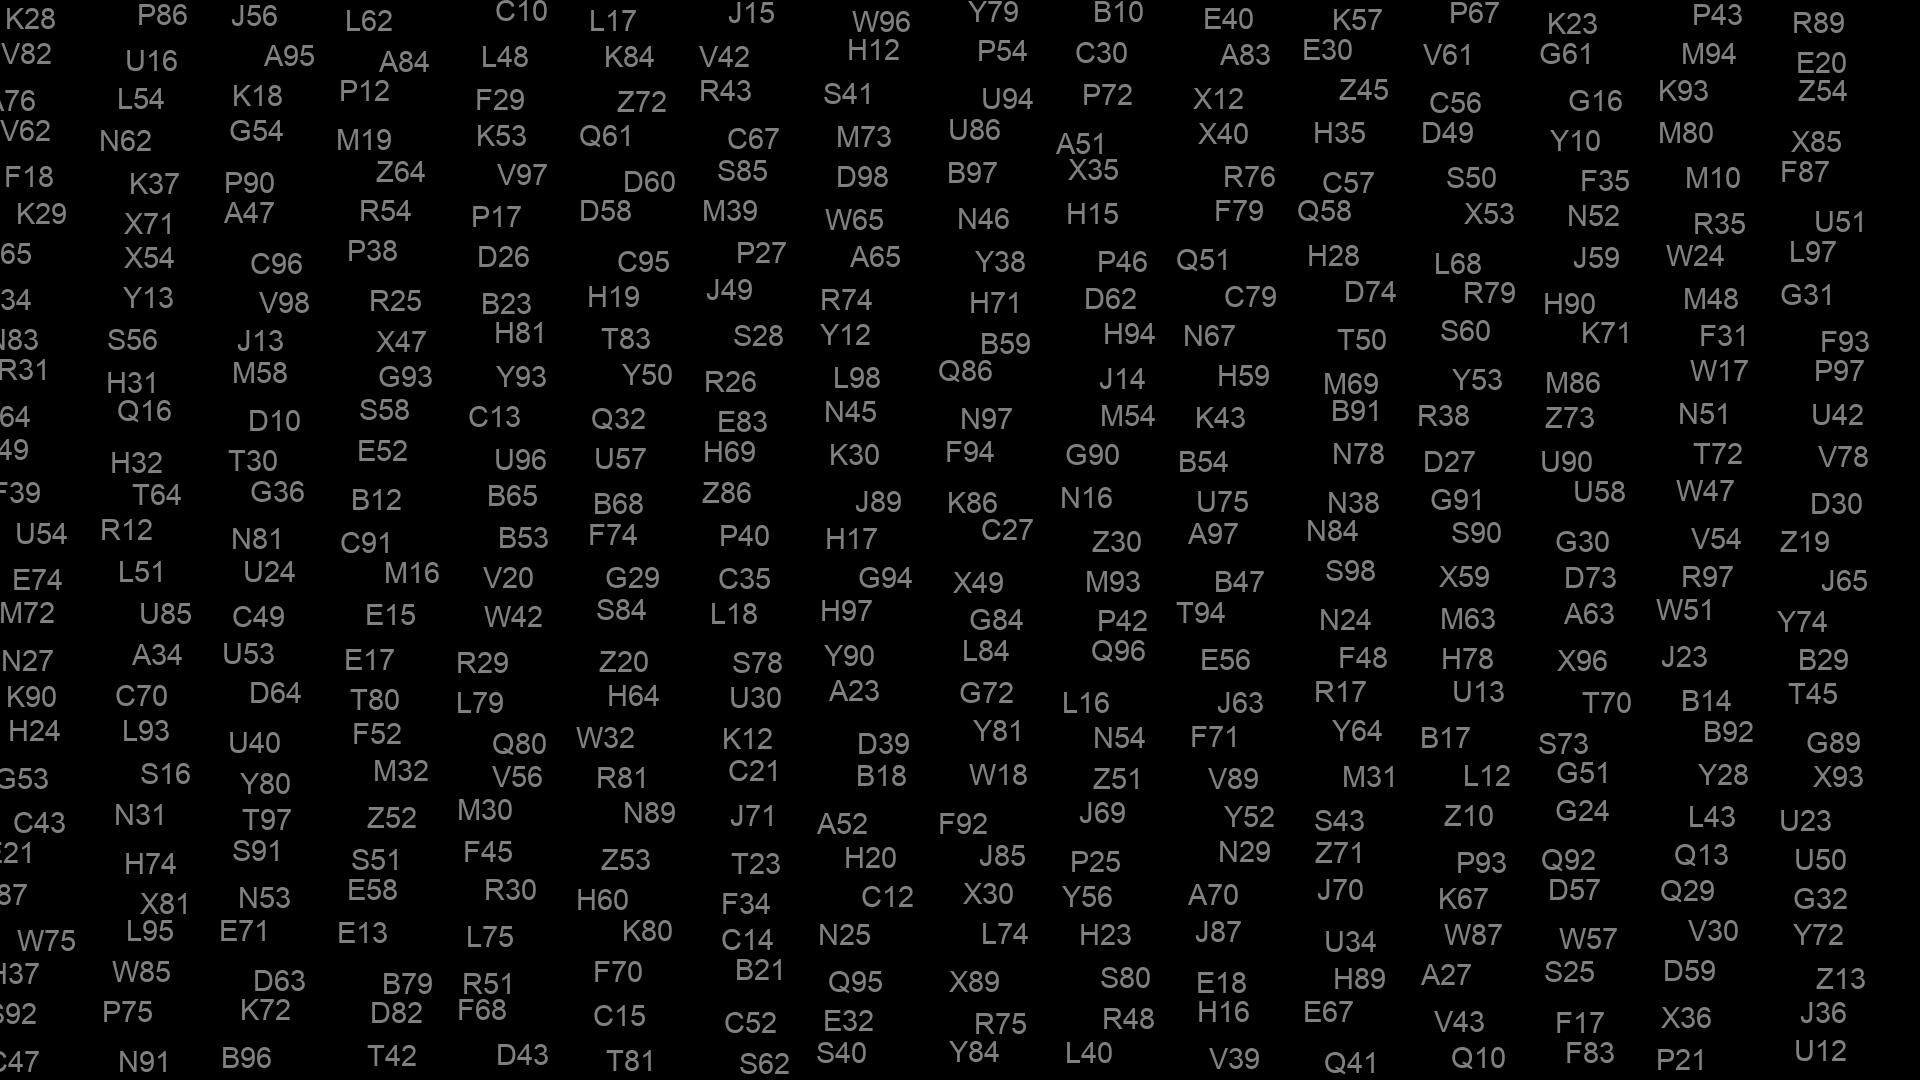 K28 P86 J56 L62 C10 L17 J15 W96 Y79 B10 E40 K57 P67 K23 P43 R89
V82 U16 A95 A84 L48 K84 V42 H12 P54 C30 A83 E30 V61 G61 M94 E20
A76 L54 K18 P12 F29 Z72 R43 S41 U94 P72 X12 Z45 C56 G16 K93 Z54
V62 N62 G54 M19 K53 Q61 C67 M73 U86 A51 X40 H35 D49 Y10 M80 X85
F18 K37 P90 Z64 V97 D60 S85 D98 B97 X35 R76 C57 S50 F35 M10 F87
K29 X71 A47 R54 P17 D58 M39 W65 N46 H15 F79 Q58 X53 N52 R35 U51
65 X54 C96 P38 D26 C95 P27 A65 Y38 P46 Q51 H28 L68 J59 W24 L97
34 Y13 V98 R25 B23 H19 J49 R74 H71 D62 C79 D74 R79 H90 M48 G31
N83 S56 J13 X47 H81 T83 S28 Y12 B59 H94 N67 T50 S60 K71 F31 F93
R31 H31 M58 G93 Y93 Y50 R26 L98 Q86 J14 H59 M69 Y53 M86 W17 P97
64 Q16 D10 S58 C13 Q32 E83 N45 N97 M54 K43 B91 R38 Z73 N51 U42
49 H32 T30 E52 U96 U57 H69 K30 F94 G90 B54 N78 D27 U90 T72 V78
F39 T64 G36 B12 B65 B68 Z86 J89 K86 N16 U75 N38 G91 U58 W47 D30
U54 R12 N81 C91 B53 F74 P40 H17 C27 Z30 A97 N84 S90 G30 V54 Z19
E74 L51 U24 M16 V20 G29 C35 G94 X49 M93 B47 S98 X59 D73 R97 J65
M72 U85 C49 E15 W42 S84 L18 H97 G84 P42 T94 N24 M63 A63 W51 Y74
N27 A34 U53 E17 R29 Z20 S78 Y90 L84 Q96 E56 F48 H78 X96 J23 B29
K90 C70 D64 T80 L79 H64 U30 A23 G72 L16 J63 R17 U13 T70 B14 T45
H24 L93 U40 F52 Q80 W32 K12 D39 Y81 N54 F71 Y64 B17 S73 B92 G89
G53 S16 Y80 M32 V56 R81 C21 B18 W18 Z51 V89 M31 L12 G51 Y28 X93
C43 N31 T97 Z52 M30 N89 J71 A52 F92 J69 Y52 S43 Z10 G24 L43 U23
E21 H74 S91 S51 F45 Z53 T23 H20 J85 P25 N29 Z71 P93 Q92 Q13 U50
87 X81 N53 E58 R30 H60 F34 C12 X30 Y56 A70 J70 K67 D57 Q29 G32
W75 L95 E71 E13 L75 K80 C14 N25 L74 H23 J87 U34 W87 W57 V30 Y72
H37 W85 D63 B79 R51 F70 B21 Q95 X89 S80 E18 H89 A27 S25 D59 Z13
S92 P75 K72 D82 F68 C15 C52 E32 R75 R48 H16 E67 V43 F17 X36 J36
C47 N91 B96 T42 D43 T81 S62 S40 Y84 L40 V39 Q41 Q10 F83 P21 U12